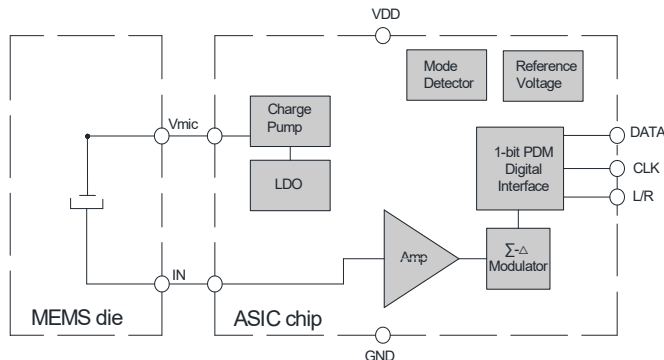 VDD
Mode
Detector
Reference
Voltage
Vmic
Charge
Pump
LDO
1-bit PDM
Digital
Interface
DATA
CLK
L/R
Amp
∑-△
Modulator
IN
MEMS die
ASIC chip
GND